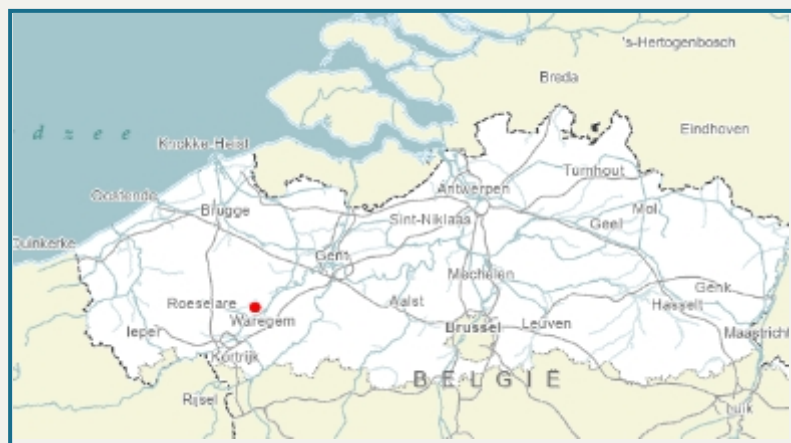 's-Hertogenbosch
Breda
Eindhoven
dzee
Knokke-Heist
Turnhout
Antwerpen
Oostende
Mol
Brugge
Sint-Niklaas
Geel
Duinkerke
Gent
Mechelen
Genk
Roeselare
Aalst
Hasselt
Waregem
Ieper
Brussel
Leuven
Maastricht
Kortrijk
BELGIË
Rijsel
Luik